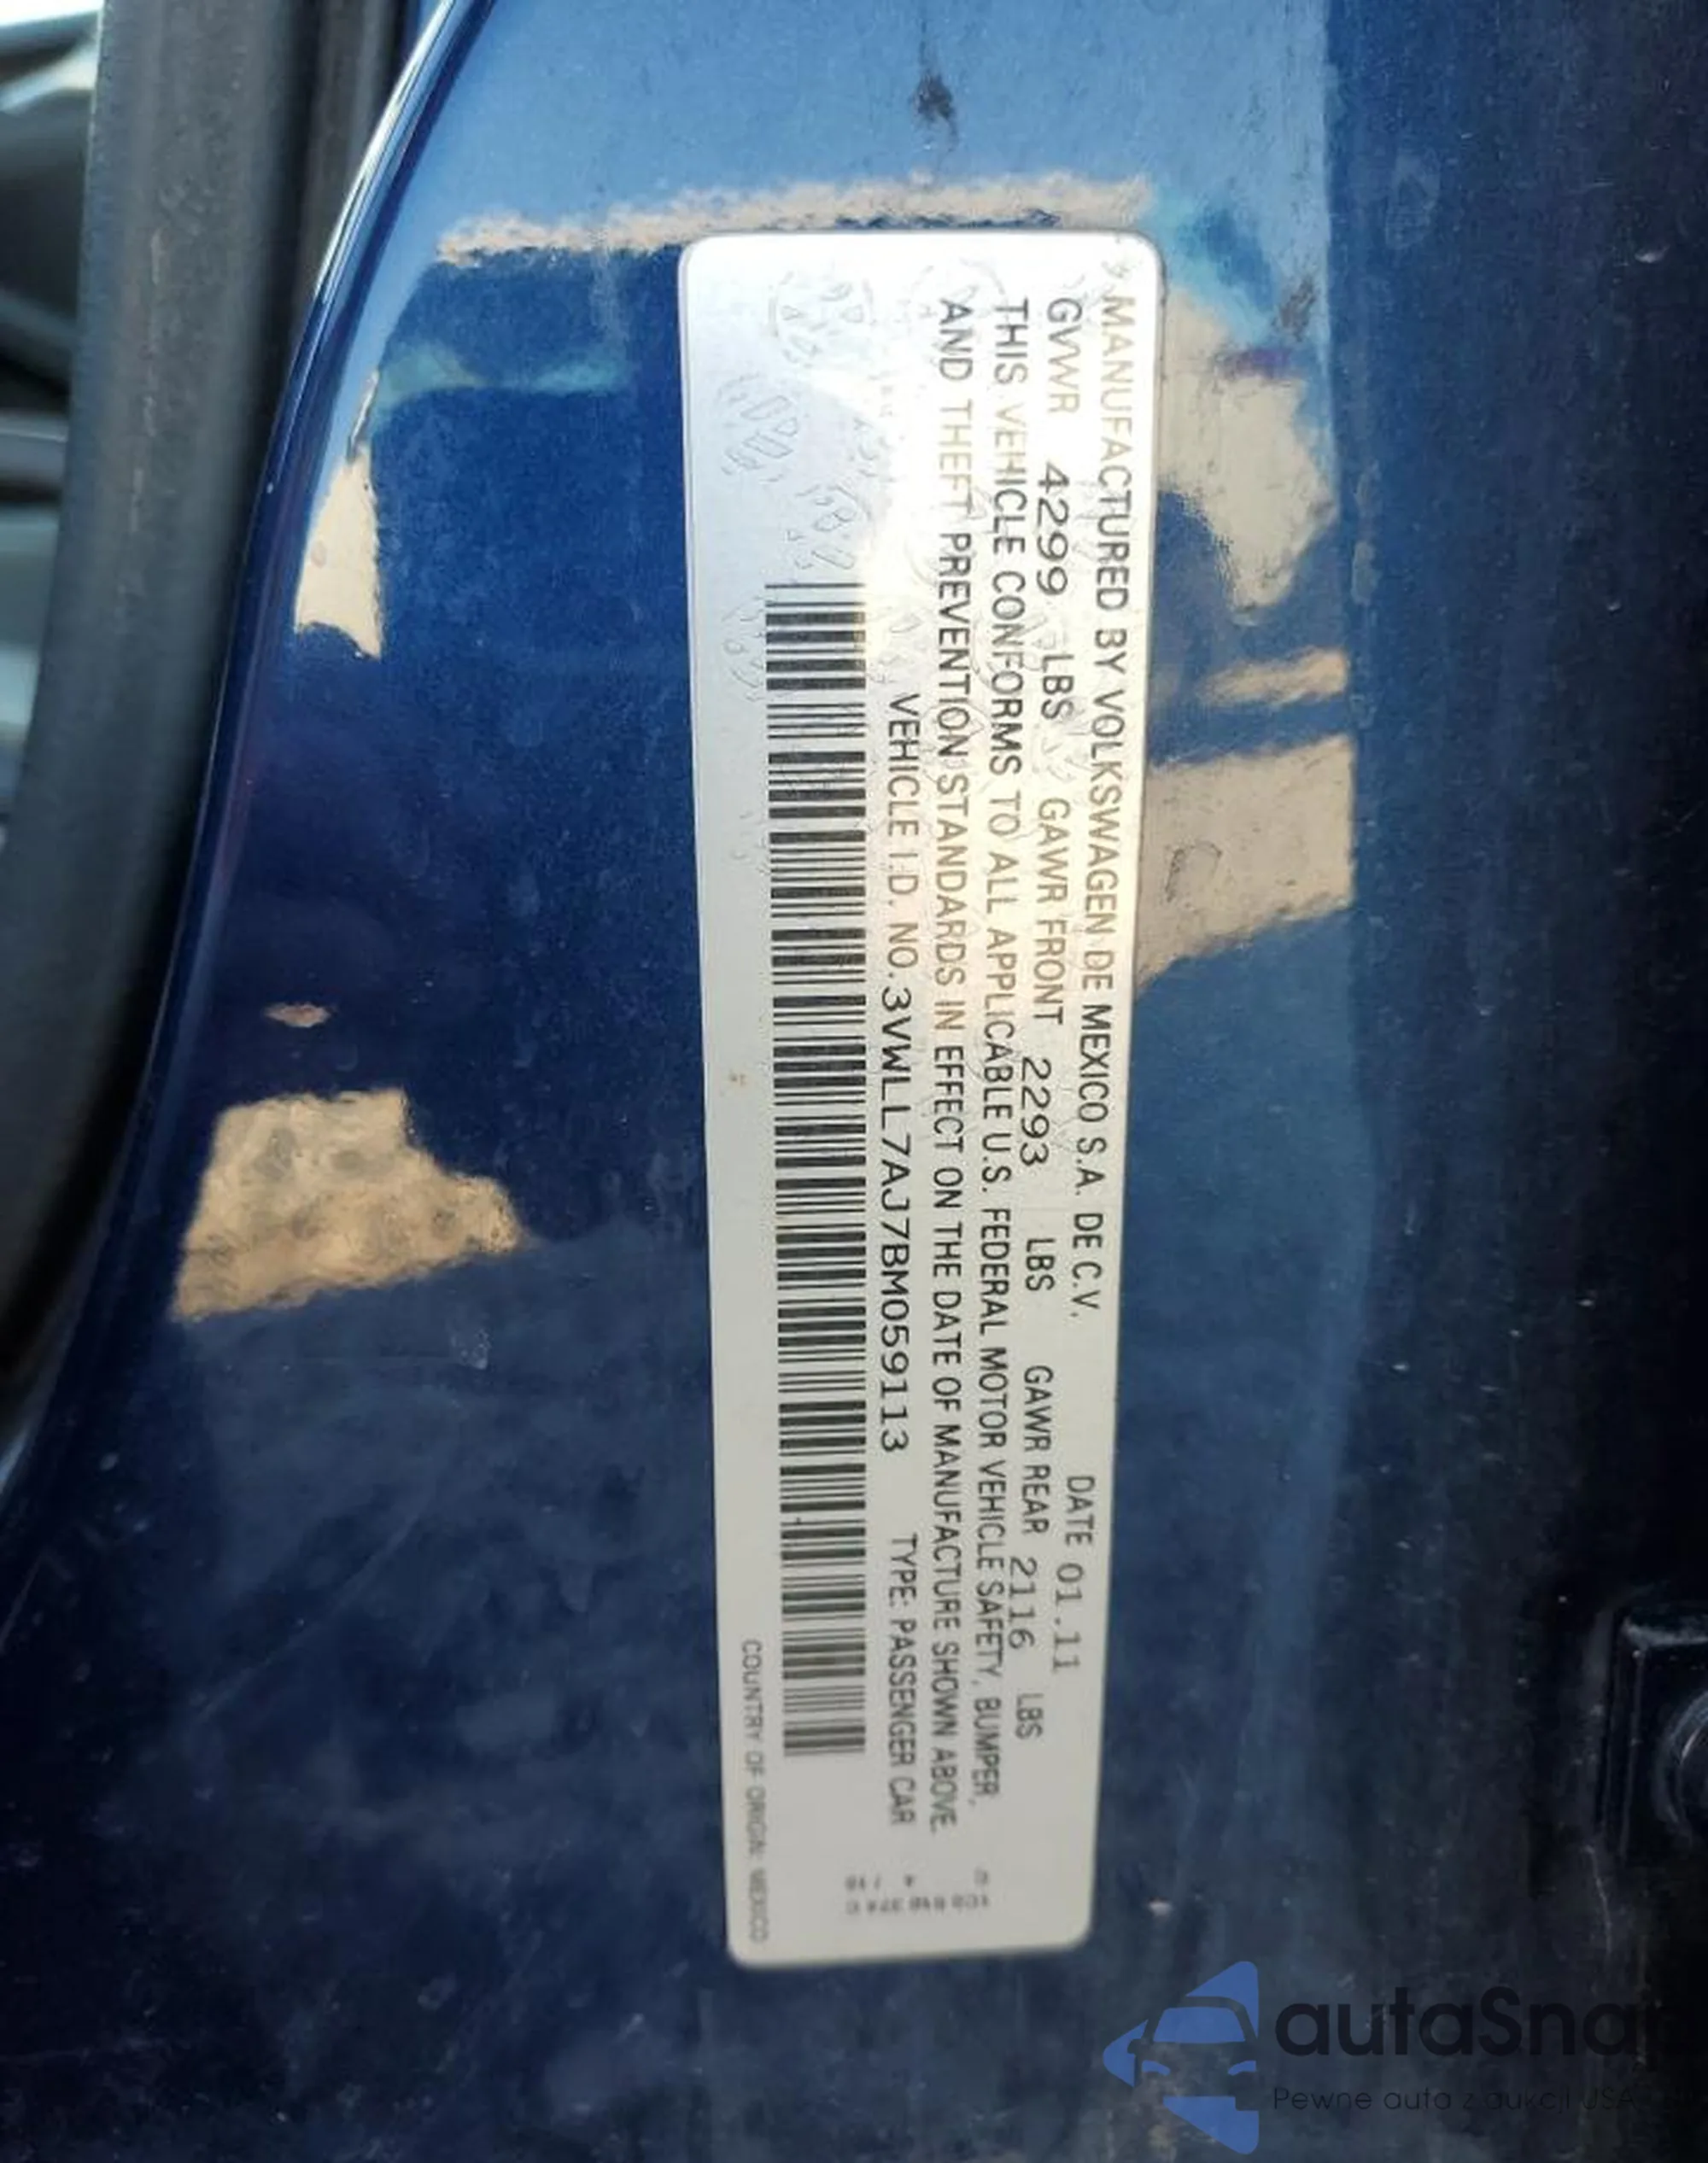 MANUFACTURED BY VOLKSWAGEN DE MEXICO S.A. DE C.V. DATE 01.11
GVWR 4299 LBS GAWR FRONT 2293 LBS GAWR REAR 2116 LBS
THIS VEHICLE CONFORMS TO ALL APPLICABLE U.S. FEDERAL MOTOR VEHICLE SAFETY, BUMPER,
AND THEFT PREVENTION STANDARDS IN EFFECT ON THE DATE OF MANUFACTURE SHOWN ABOVE.
VEHICLE I.D. NO. 3VWLL7AJ7BM059113 TYPE: PASSENGER CAR
COUNTRY OF ORIGIN: MEXICO
autaSna
Pewne auta z aukcji USA